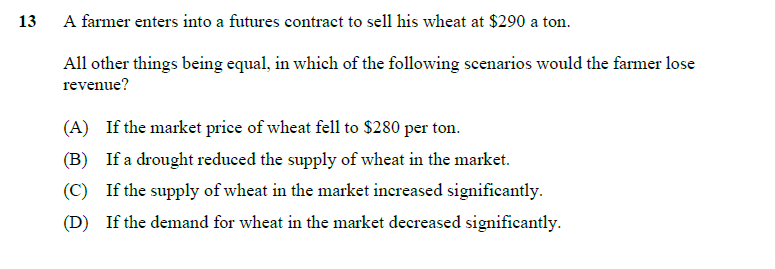 13 A farmer enters into a futures contract to sell his wheat at $290 a ton.
All other things being equal, in which of the following scenarios would the farmer lose
revenue?
(A) If the market price of wheat fell to $280 per ton.
(B) If a drought reduced the supply of wheat in the market.
(C) If the supply of wheat in the market increased significantly.
(D) If the demand for wheat in the market decreased significantly.